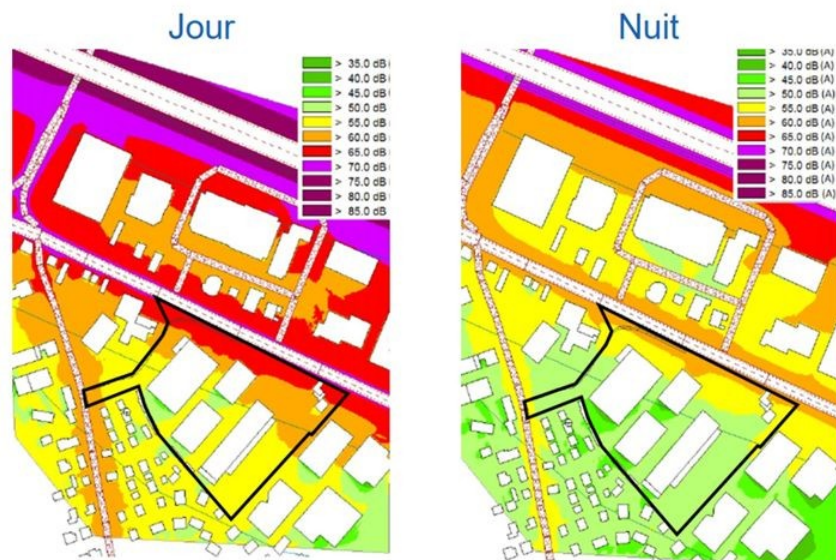 Jour
Nuit
> 35.0 dB(
> 40.0 dB(
> 45.0 dB(
> 50.0 dB(
> 55.0 dB(
> 60.0 dB(
> 65.0 dB(
> 70.0 dB(
> 75.0 dB(
> 80.0 dB(
> 85.0 dB
> 35.0 dB(A)
> 40.0 dB(A)
> 45.0 dB(A)
> 50.0 dB(A)
> 55.0 dB(A)
> 60.0 dB(A)
> 65.0 dB(A)
> 70.0 dB(A)
> 75.0 dB(A)
> 80.0 dB(A)
> 85.0 dB(A)